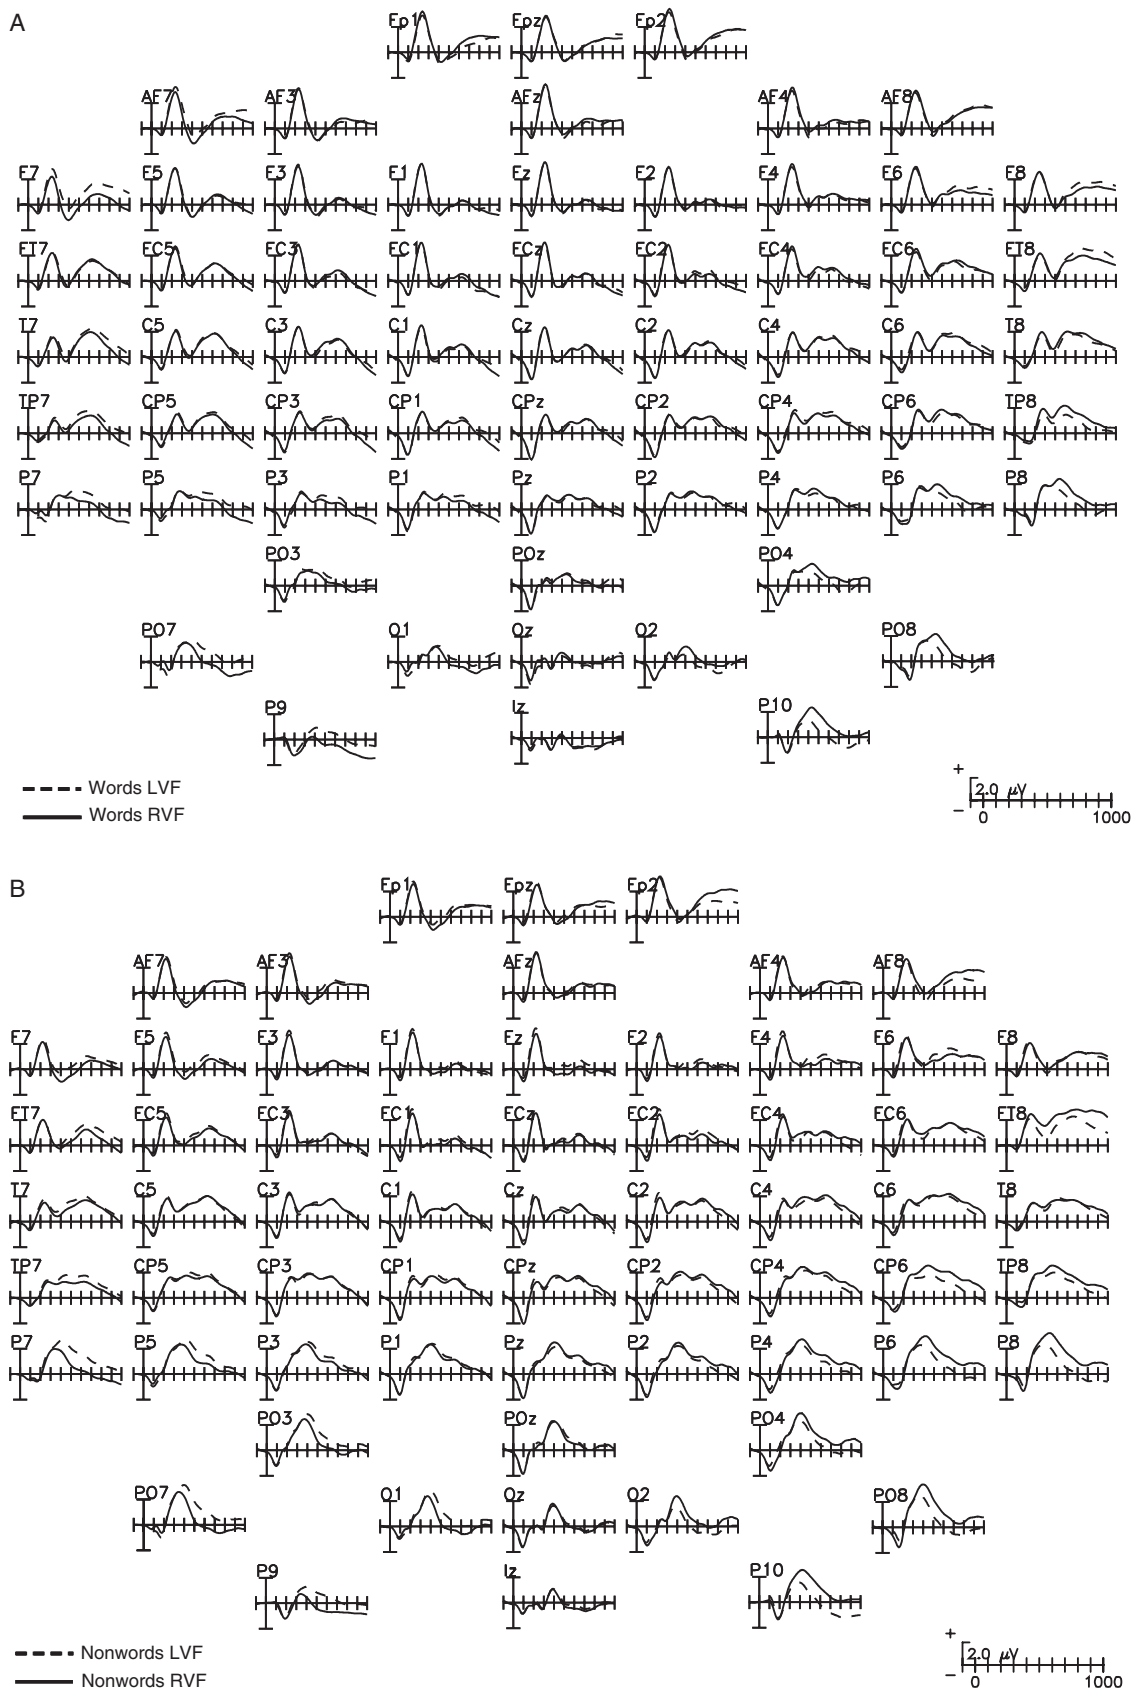 A
Fp1 Fpz Fp2
AF7 AF3 AFz AF4 AF8
F7 F5 F3 F1 Fz F2 F4 F6 F8
FT7 FC5 FC3 FC1 FCz FC2 FC4 FC6 FT8
T7 C5 C3 C1 Cz C2 C4 C6 T8
TP7 CP5 CP3 CP1 CPz CP2 CP4 CP6 TP8
P7 P5 P3 P1 Pz P2 P4 P6 P8
PO3 POz PO4
PO7 O1 Oz O2 PO8
P9 Iz P10
Words LVF
Words RVF
+
2.0 µV
−
0 1000
B
Fp1 Fpz Fp2
AF7 AF3 AFz AF4 AF8
F7 F5 F3 F1 Fz F2 F4 F6 F8
FT7 FC5 FC3 FC1 FCz FC2 FC4 FC6 FT8
T7 C5 C3 C1 Cz C2 C4 C6 T8
TP7 CP5 CP3 CP1 CPz CP2 CP4 CP6 TP8
P7 P5 P3 P1 Pz P2 P4 P6 P8
PO3 POz PO4
PO7 O1 Oz O2 PO8
P9 Iz P10
Nonwords LVF
Nonwords RVF
+
2.0 µV
−
0 1000